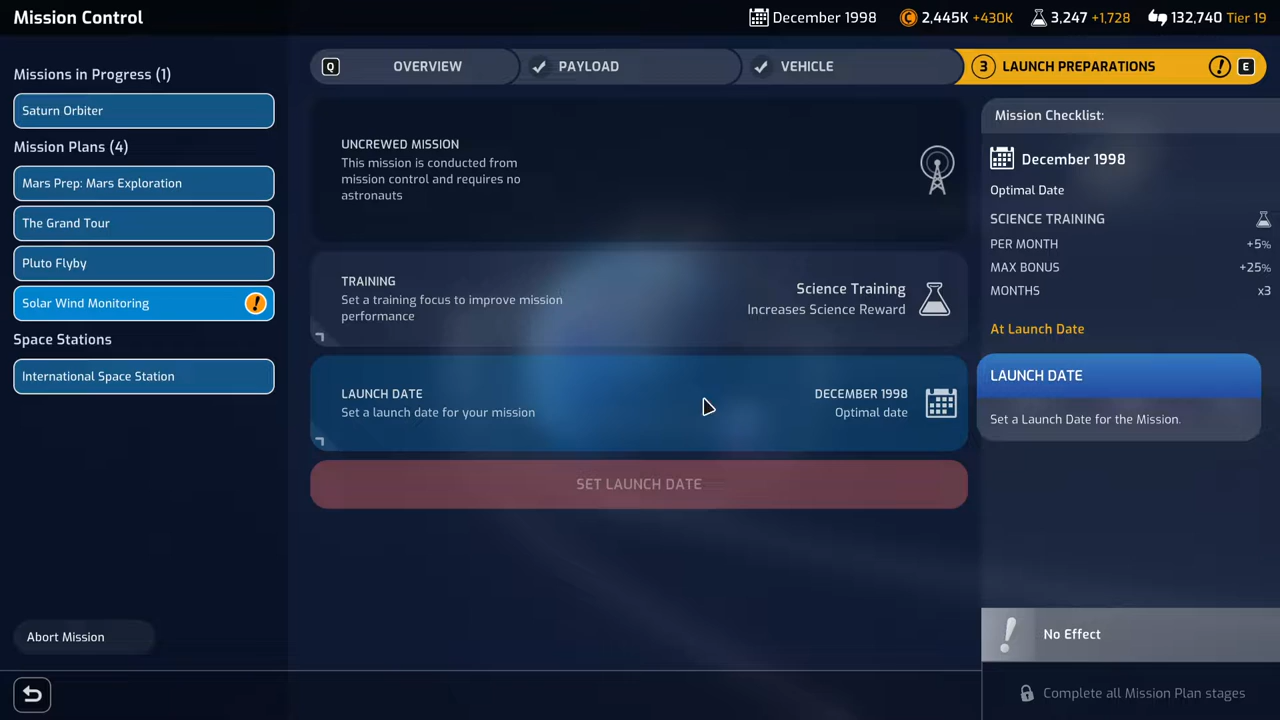 Mission Control
December 1998
2,445K +430K
3,247 +1,728
132,740 Tier 19
Missions in Progress (1)
Saturn Orbiter
Mission Plans (4)
Mars Prep: Mars Exploration
The Grand Tour
Pluto Flyby
Solar Wind Monitoring
Space Stations
International Space Station
Abort Mission
Q OVERVIEW
PAYLOAD
VEHICLE
3 LAUNCH PREPARATIONS ! E
UNCREWED MISSION
This mission is conducted from
mission control and requires no
astronauts
TRAINING
Set a training focus to improve mission
performance
Science Training
Increases Science Reward
LAUNCH DATE
Set a launch date for your mission
DECEMBER 1998
Optimal date
SET LAUNCH DATE
Mission Checklist:
December 1998
Optimal Date
SCIENCE TRAINING
PER MONTH +5%
MAX BONUS +25%
MONTHS x3
At Launch Date
LAUNCH DATE
Set a Launch Date for the Mission.
No Effect
Complete all Mission Plan stages